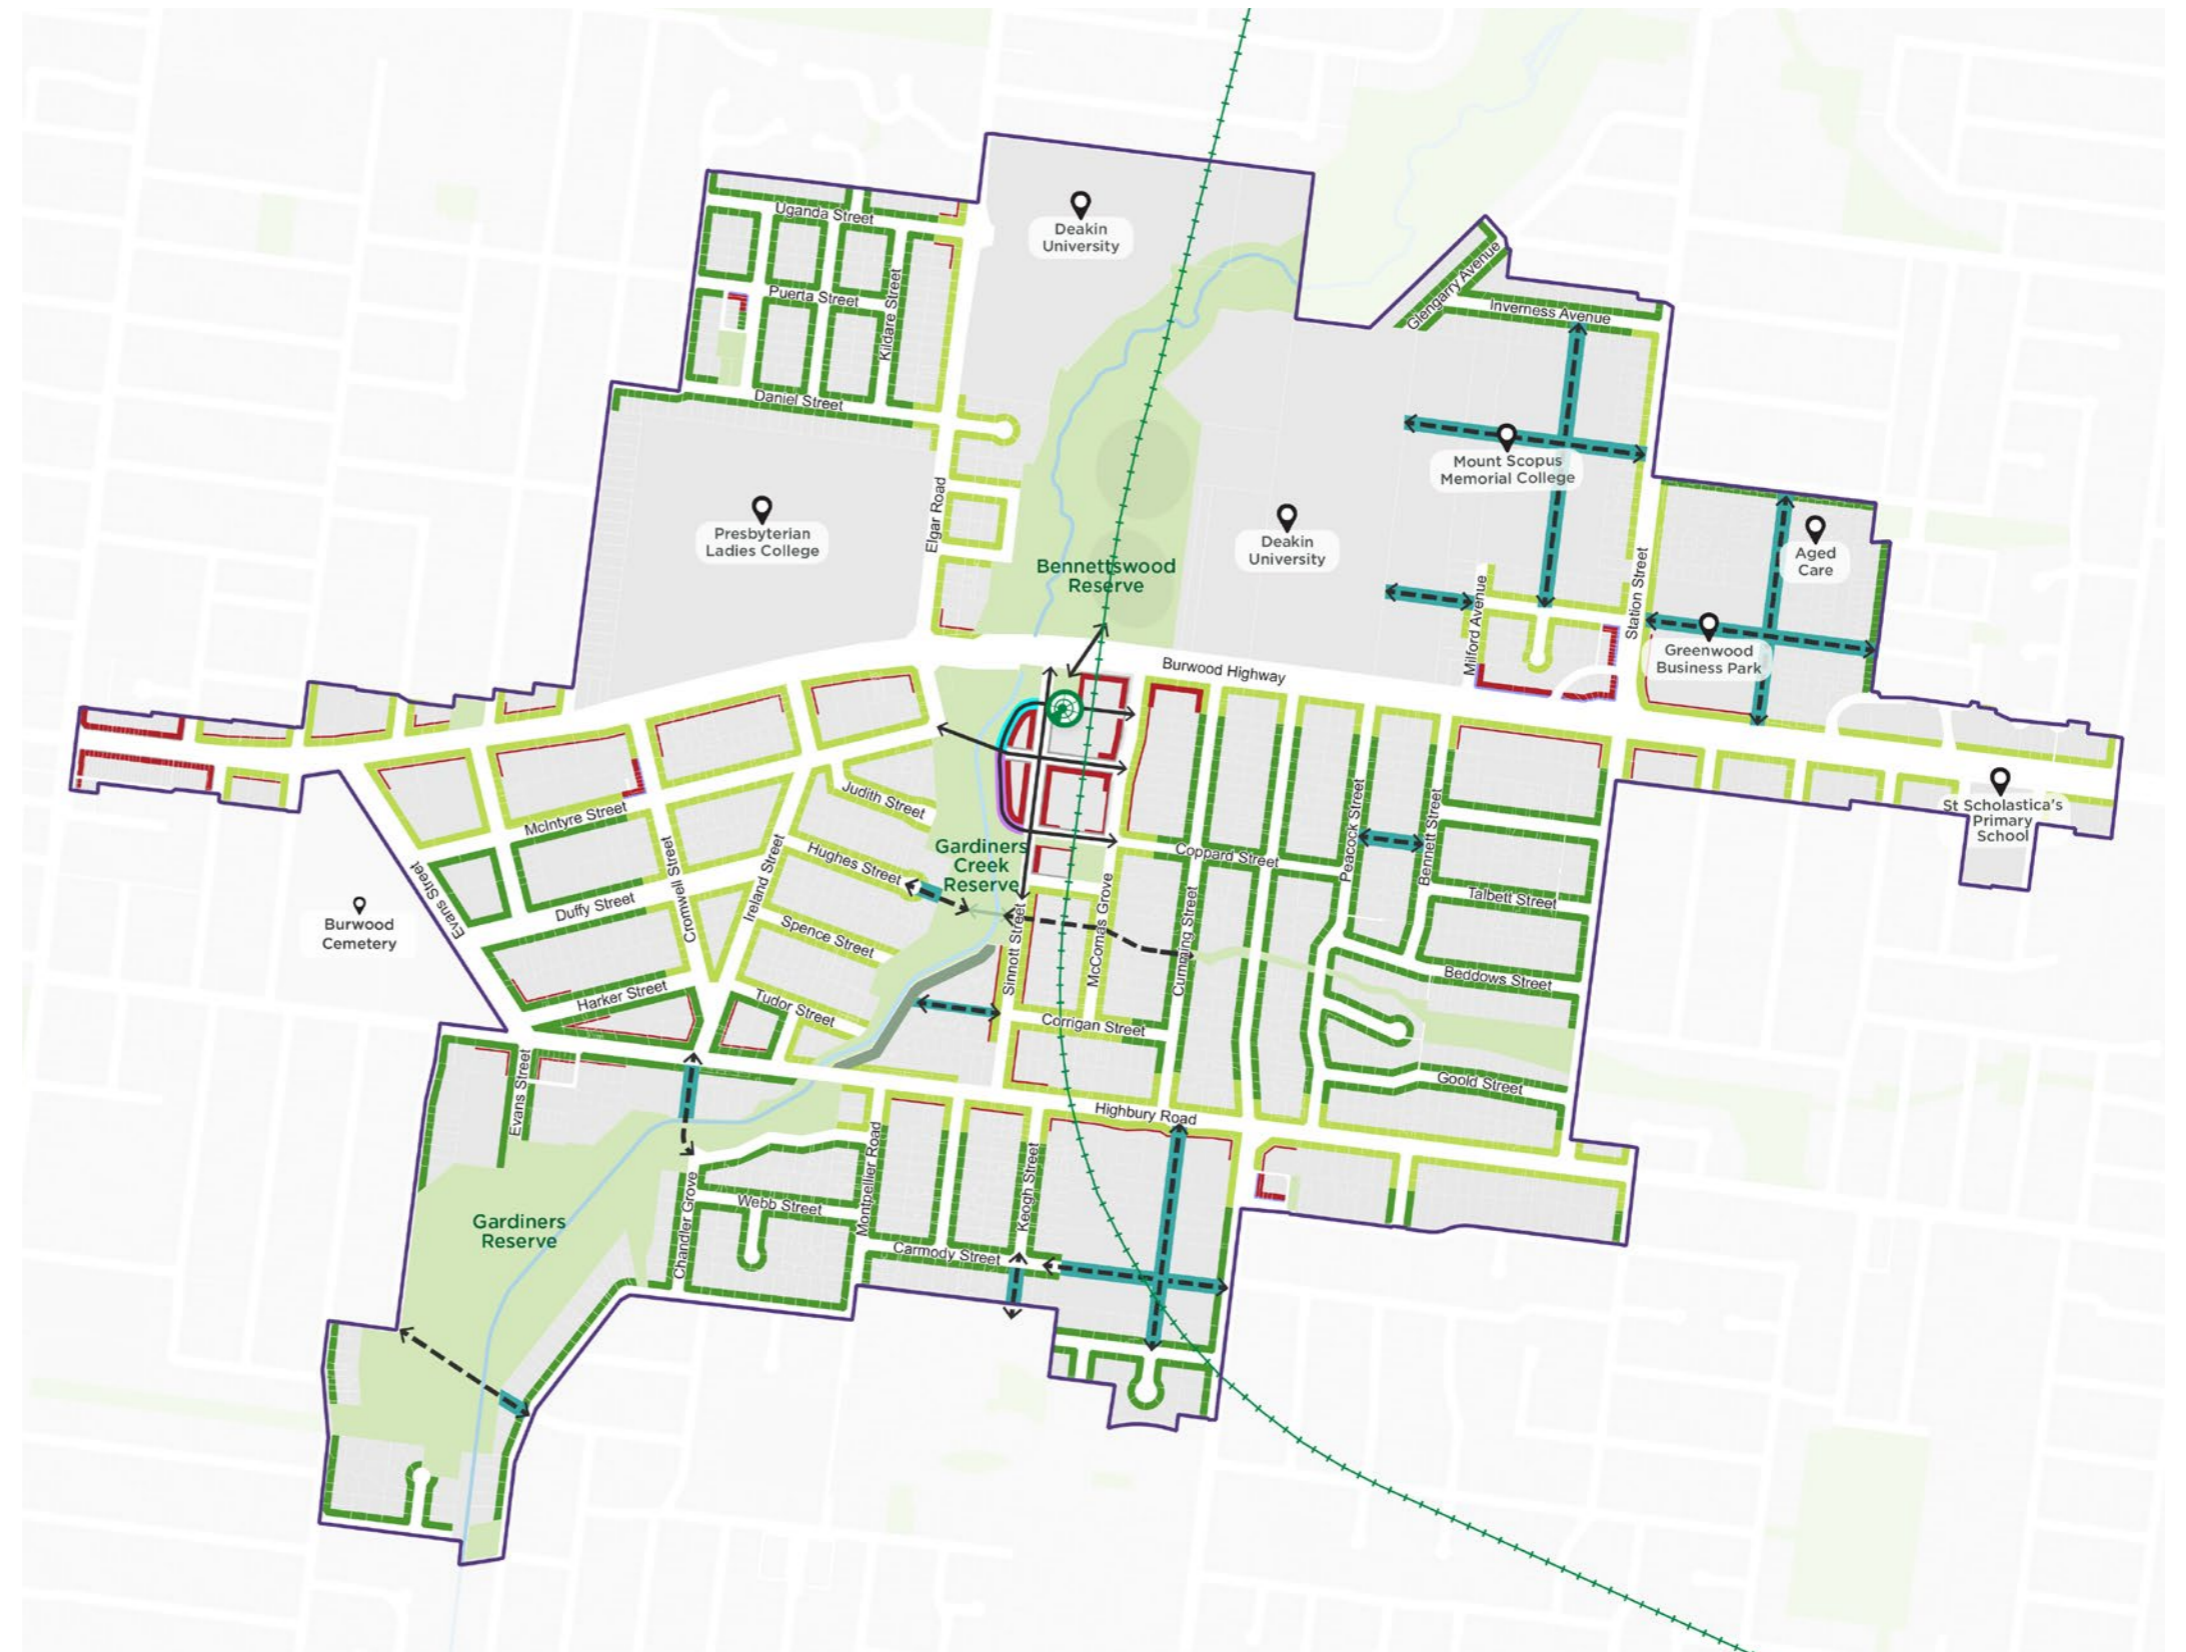 Deakin
University
Uganda Street
Glengarry Avenue
Puerta Street
Kildare Street
Inverness Avenue
Daniel Street
Mount Scopus
Memorial College
Presbyterian
Ladies College
Elgar Road
Deakin
University
Aged
Care
Bennettswood
Reserve
Station Street
Milford Avenue
Greenwood
Business Park
Burwood Highway
Judith Street
McIntyre Street
St Scholastica's
Primary
School
Peacock Street
Bennett Street
Hughes Street
Gardiners
Creek
Reserve
Coppard Street
Evans Street
Cromwell Street
Ireland Street
Duffy Street
Talbett Street
Burwood
Cemetery
Spence Street
Sinnott Street
McComas Grove
Cumming Street
Beddows Street
Harker Street
Tudor Street
Corrigan Street
Evans Street
Goold Street
Highbury Road
Montpellier Road
Keogh Street
Webb Street
Gardiners
Reserve
Chandler Grove
Carmody Street